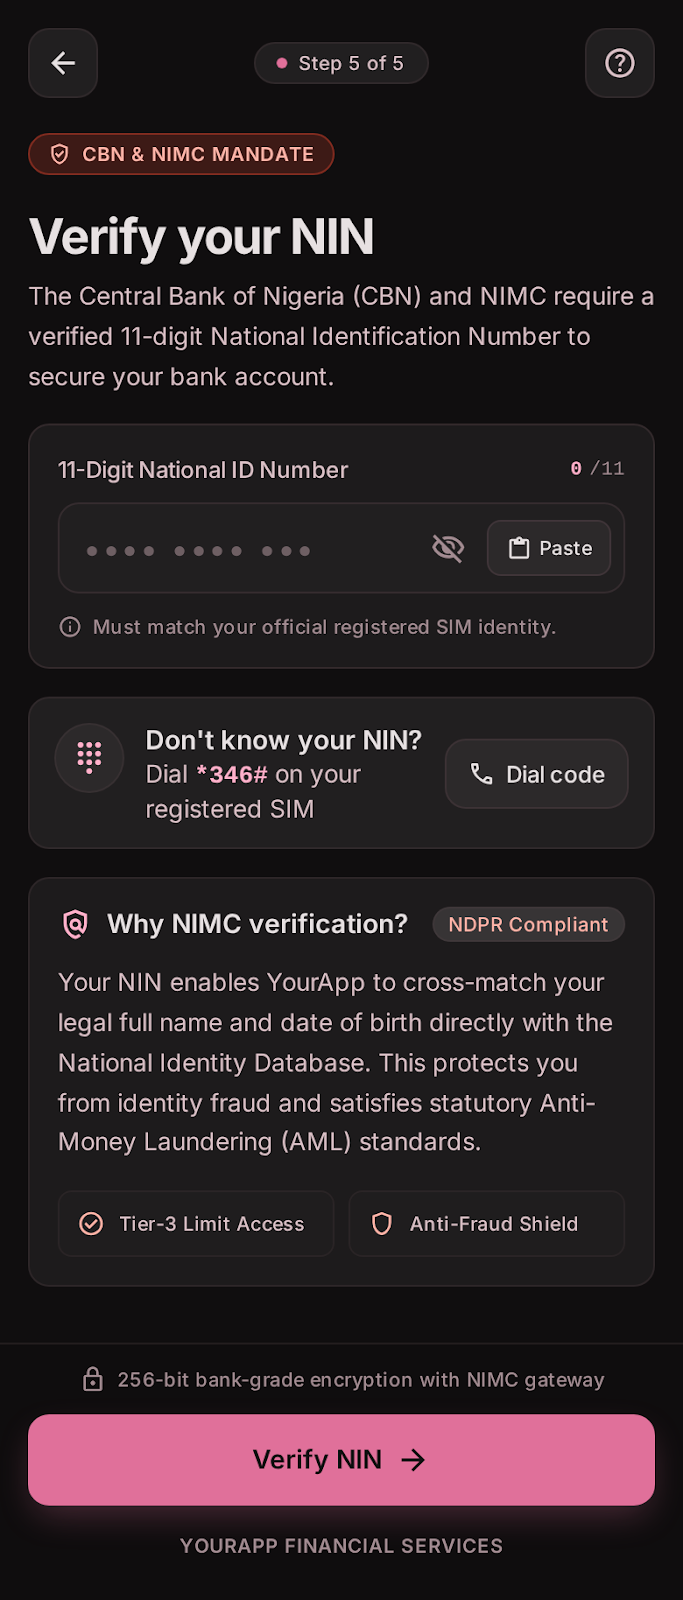 Step 5 of 5
CBN & NIMC MANDATE
Verify your NIN
The Central Bank of Nigeria (CBN) and NIMC require a
verified 11-digit National Identification Number to
secure your bank account.
11-Digit National ID Number
0 /11
Paste
Must match your official registered SIM identity.
Don't know your NIN?
Dial *346# on your
registered SIM
Dial code
Why NIMC verification?
NDPR Compliant
Your NIN enables YourApp to cross-match your
legal full name and date of birth directly with the
National Identity Database. This protects you
from identity fraud and satisfies statutory Anti-
Money Laundering (AML) standards.
Tier-3 Limit Access
Anti-Fraud Shield
256-bit bank-grade encryption with NIMC gateway
Verify NIN
YOURAPP FINANCIAL SERVICES